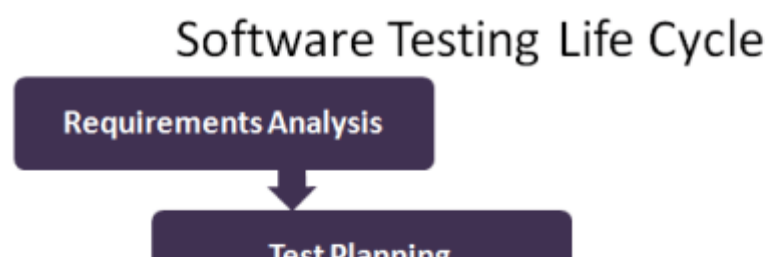 Software Testing Life Cycle
Requirements Analysis
Test Planning